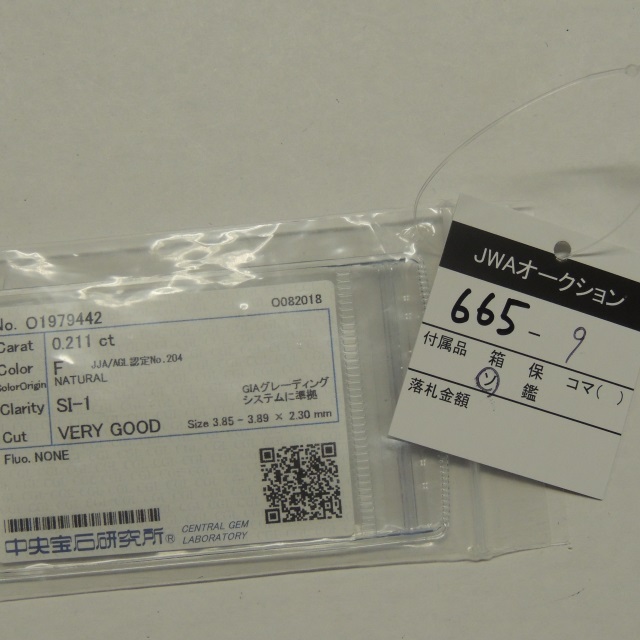 No. O1979442
O082018
Carat 0.211 ct
Color F JJA/AGL認定No.204
ColorOrigin NATURAL
Clarity SI-1 GIAグレーディング
システムに準拠
Cut VERY GOOD Size 3.85 - 3.89 × 2.30 mm
Fluo. NONE
中央宝石研究所® CENTRAL GEM
LABORATORY
JWAオークション
665-9
付属品 箱 保 コマ( )
ソ 鑑
落札金額